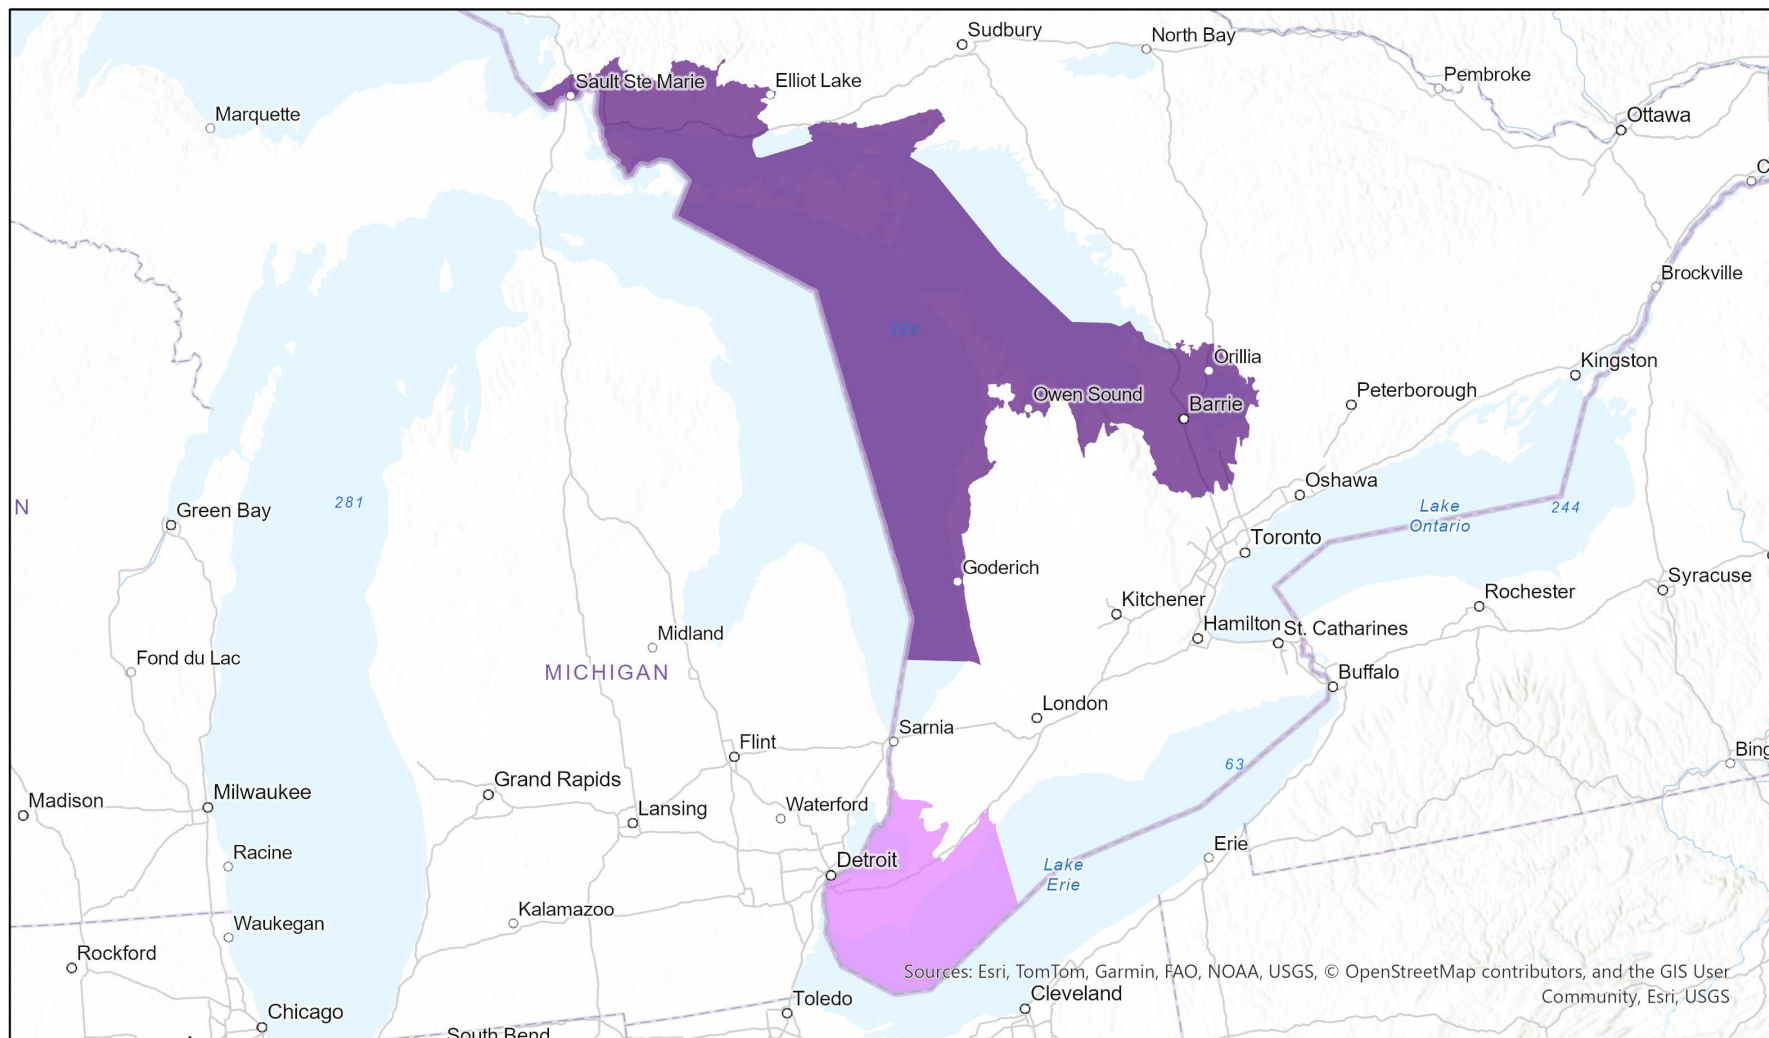 Sudbury
North Bay
Pembroke
Sault Ste Marie
Elliot Lake
Marquette
Ottawa
C
Brockville
229
Orillia
Kingston
Owen Sound
Barrie
Peterborough
N
Green Bay
281
Oshawa
Lake
Ontario
244
Toronto
Goderich
Syracuse
Kitchener
Rochester
Midland
Hamilton
St. Catharines
Fond du Lac
MICHIGAN
Buffalo
London
Sarnia
Flint
63
Bing
Grand Rapids
Milwaukee
Madison
Lansing
Waterford
Racine
Detroit
Erie
Lake
Erie
Kalamazoo
Waukegan
Rockford
Sources: Esri, TomTom, Garmin, FAO, NOAA, USGS, © OpenStreetMap contributors, and the GIS User
Community, Esri, USGS
Toledo
Cleveland
Chicago
South Bend